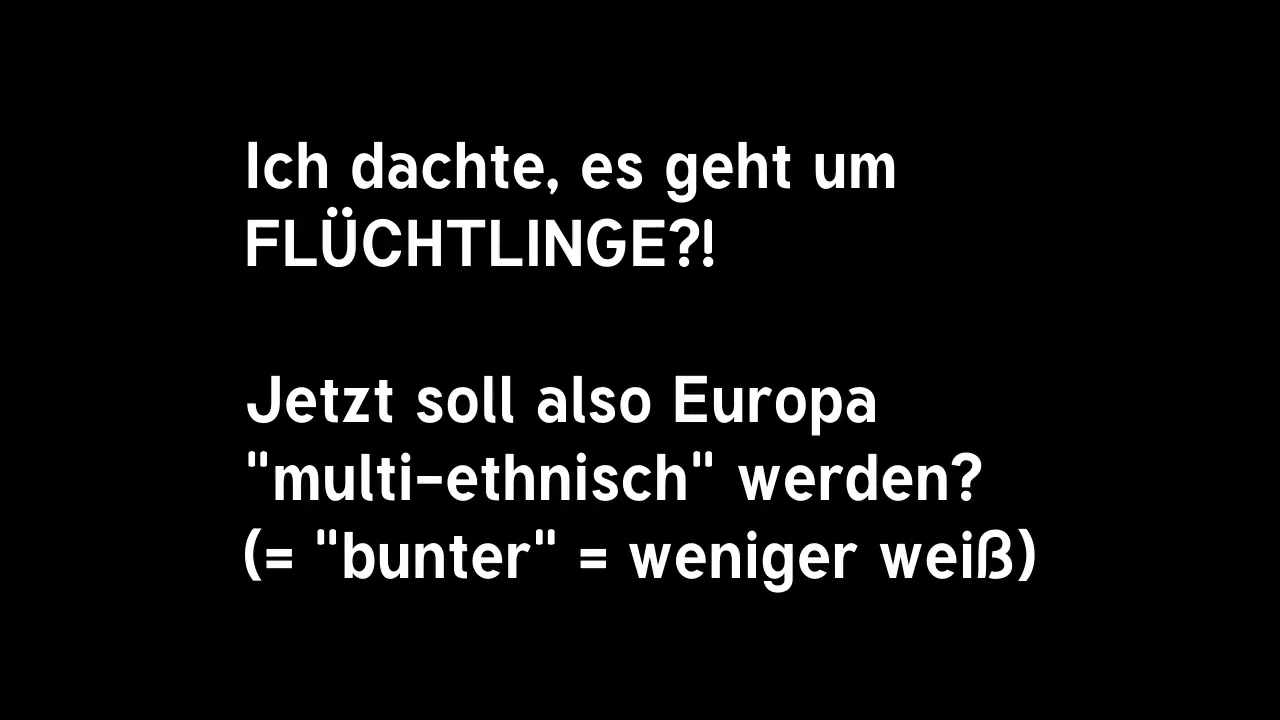 Ich dachte, es geht um
FLÜCHTLINGE?!
Jetzt soll also Europa
"multi-ethnisch" werden?
(= "bunter" = weniger weiß)